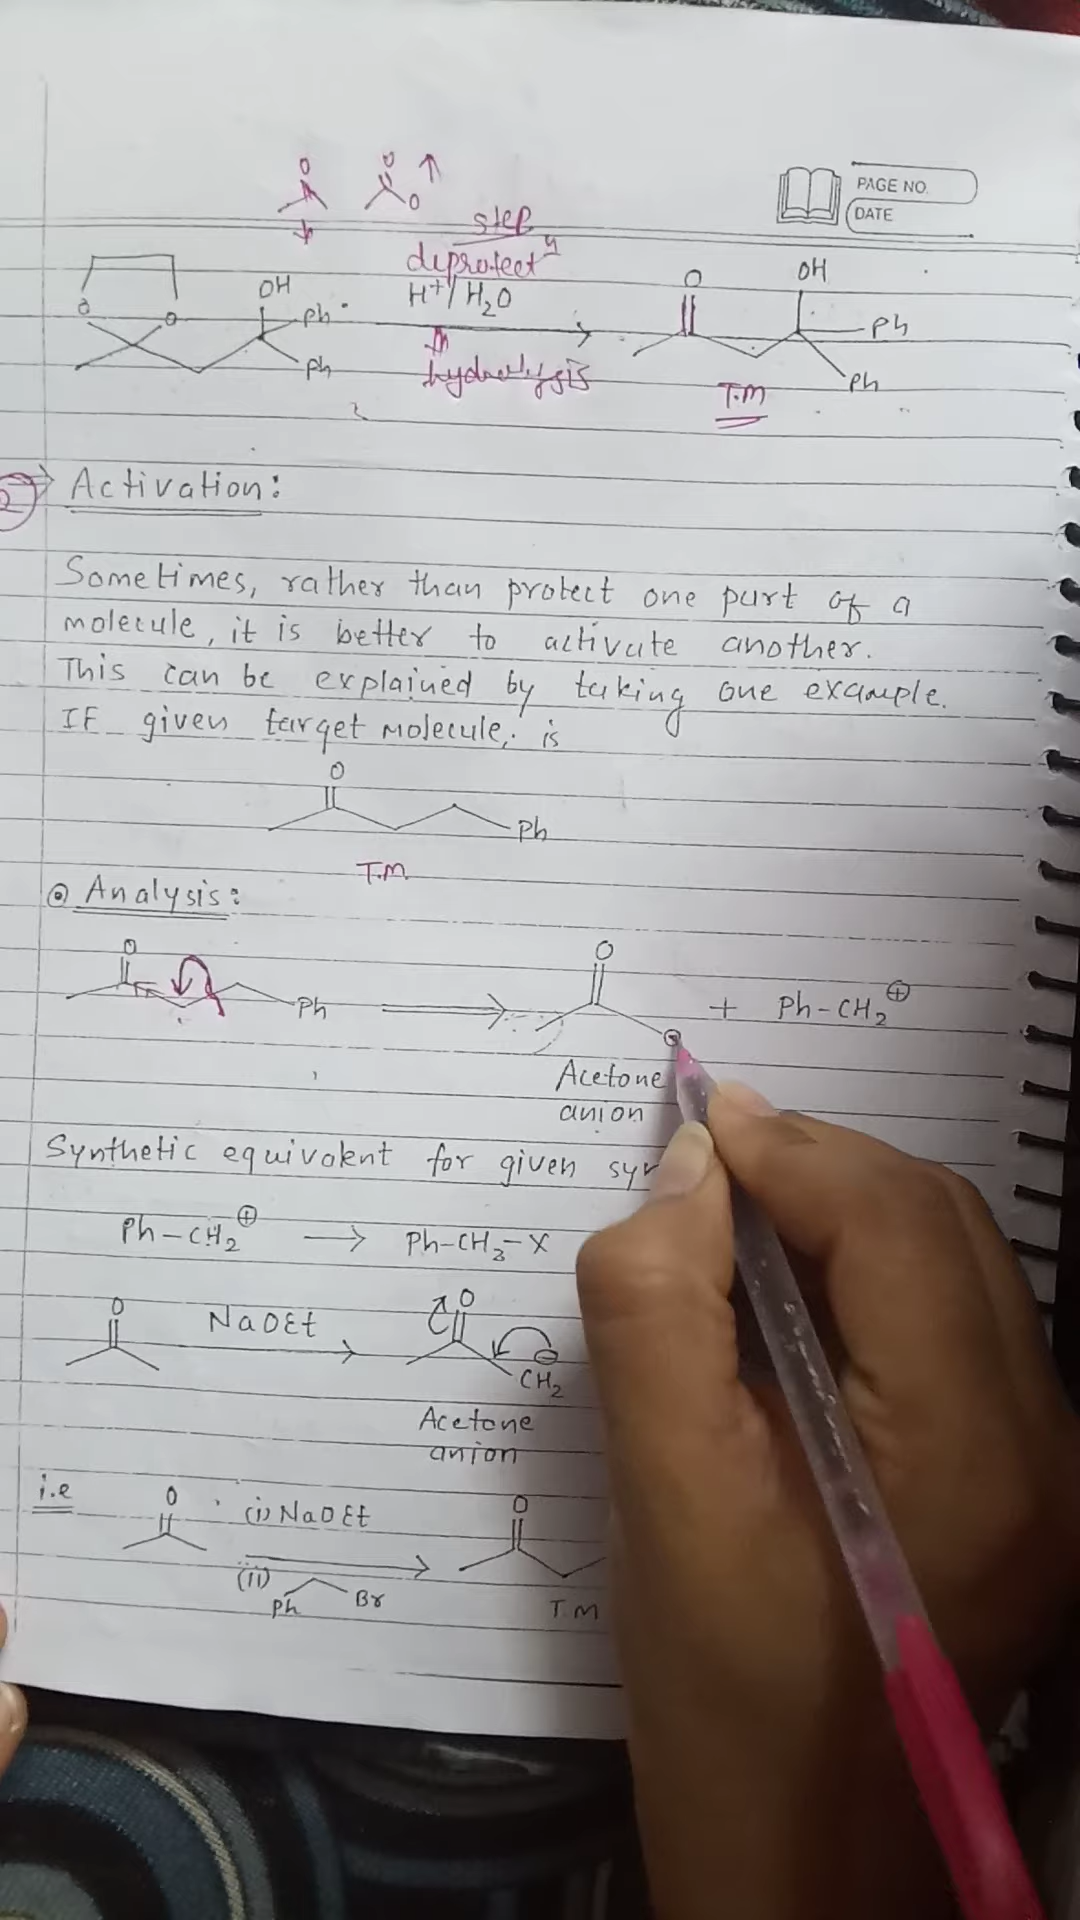 PAGE NO.
DATE
O O O
step 4
deprotect
H+/H2O
hydrolysis
O O OH Ph Ph
O OH Ph Ph
T.M
Activation:
Sometimes, rather than protect one part of a
molecule, it is better to activate another.
This can be explained by taking one example.
IF given target molecule, is
O Ph
T.M.
Analysis:
O Ph O ⊖ + Ph-CH2⊕
Acetone
anion
Synthetic equivalent for given
Ph-CH2⊕ → Ph-CH2-X
O NaOEt O ⊖ CH2
Acetone
anion
i.e O (i) NaOEt O
(ii) Ph Br
T.M